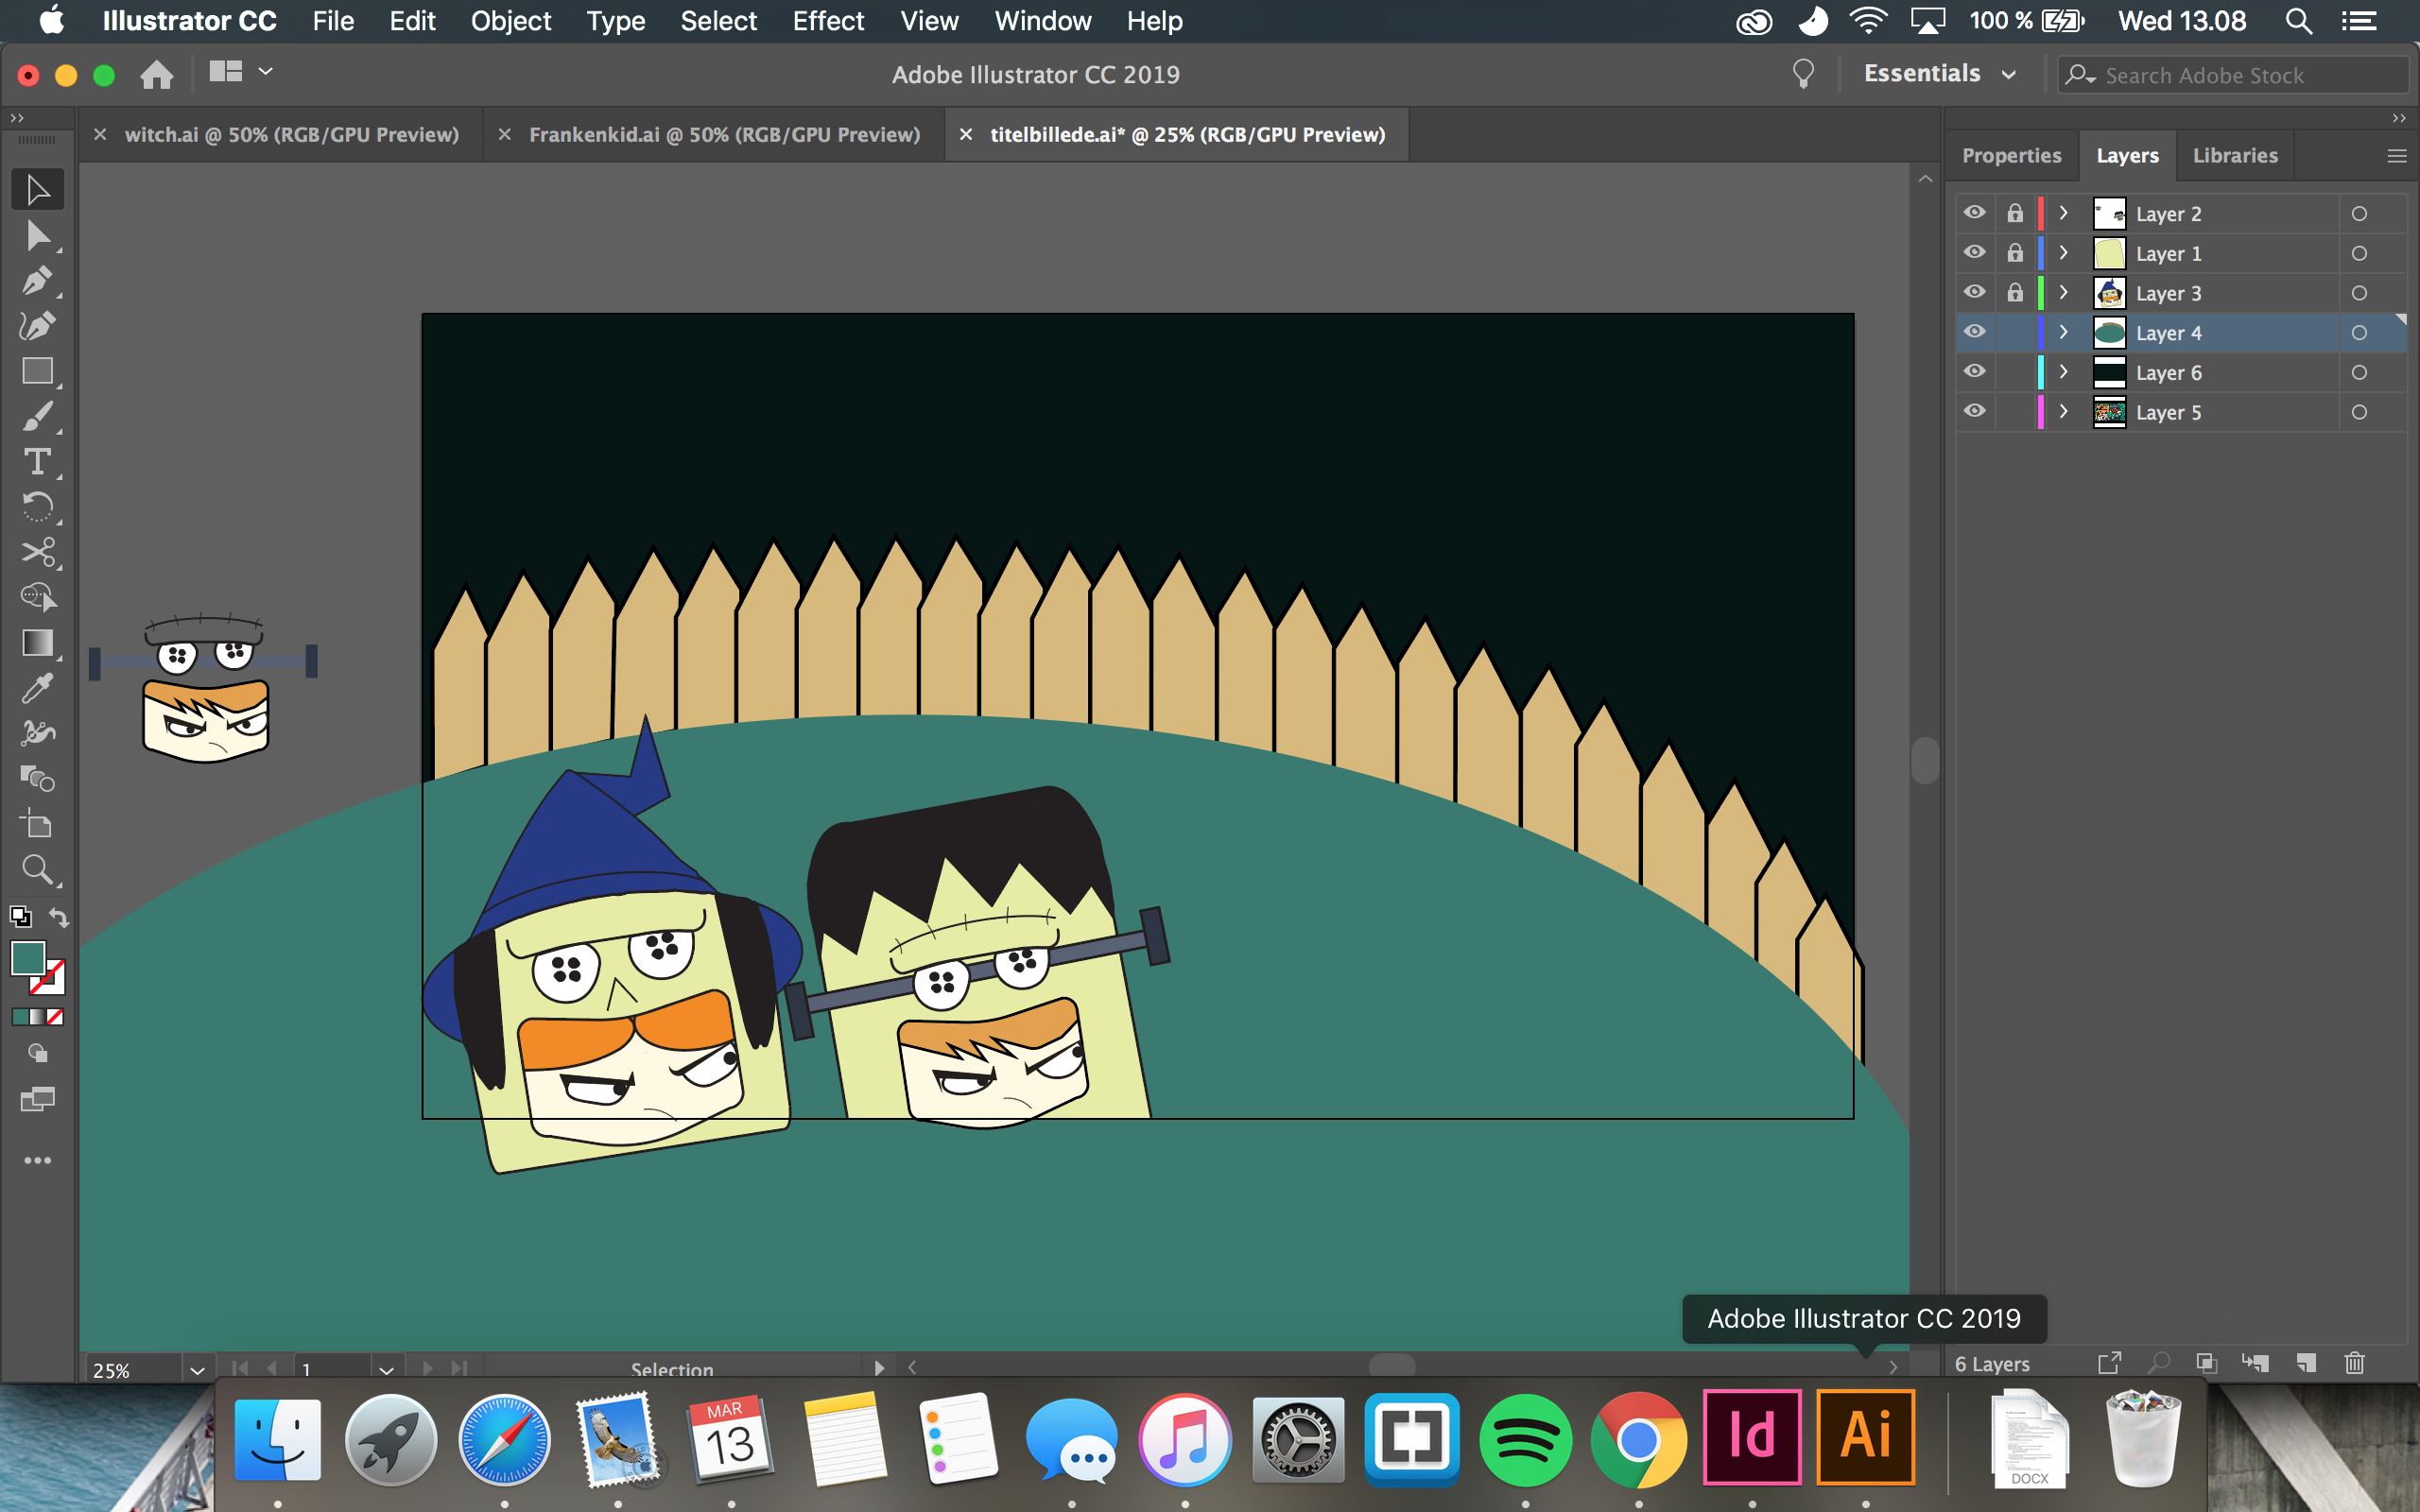 Illustrator CC File Edit Object Type Select Effect View Window Help 100 % Wed 13.08
Adobe Illustrator CC 2019 Essentials Search Adobe Stock
witch.ai @ 50% (RGB/GPU Preview) Frankenkid.ai @ 50% (RGB/GPU Preview) titelbillede.ai* @ 25% (RGB/GPU Preview)
Properties Layers Libraries
Layer 2
Layer 1
Layer 3
Layer 4
Layer 6
Layer 5
Adobe Illustrator CC 2019
25% 1 Selection 6 Layers
MAR
13
Id
Ai
DOCX